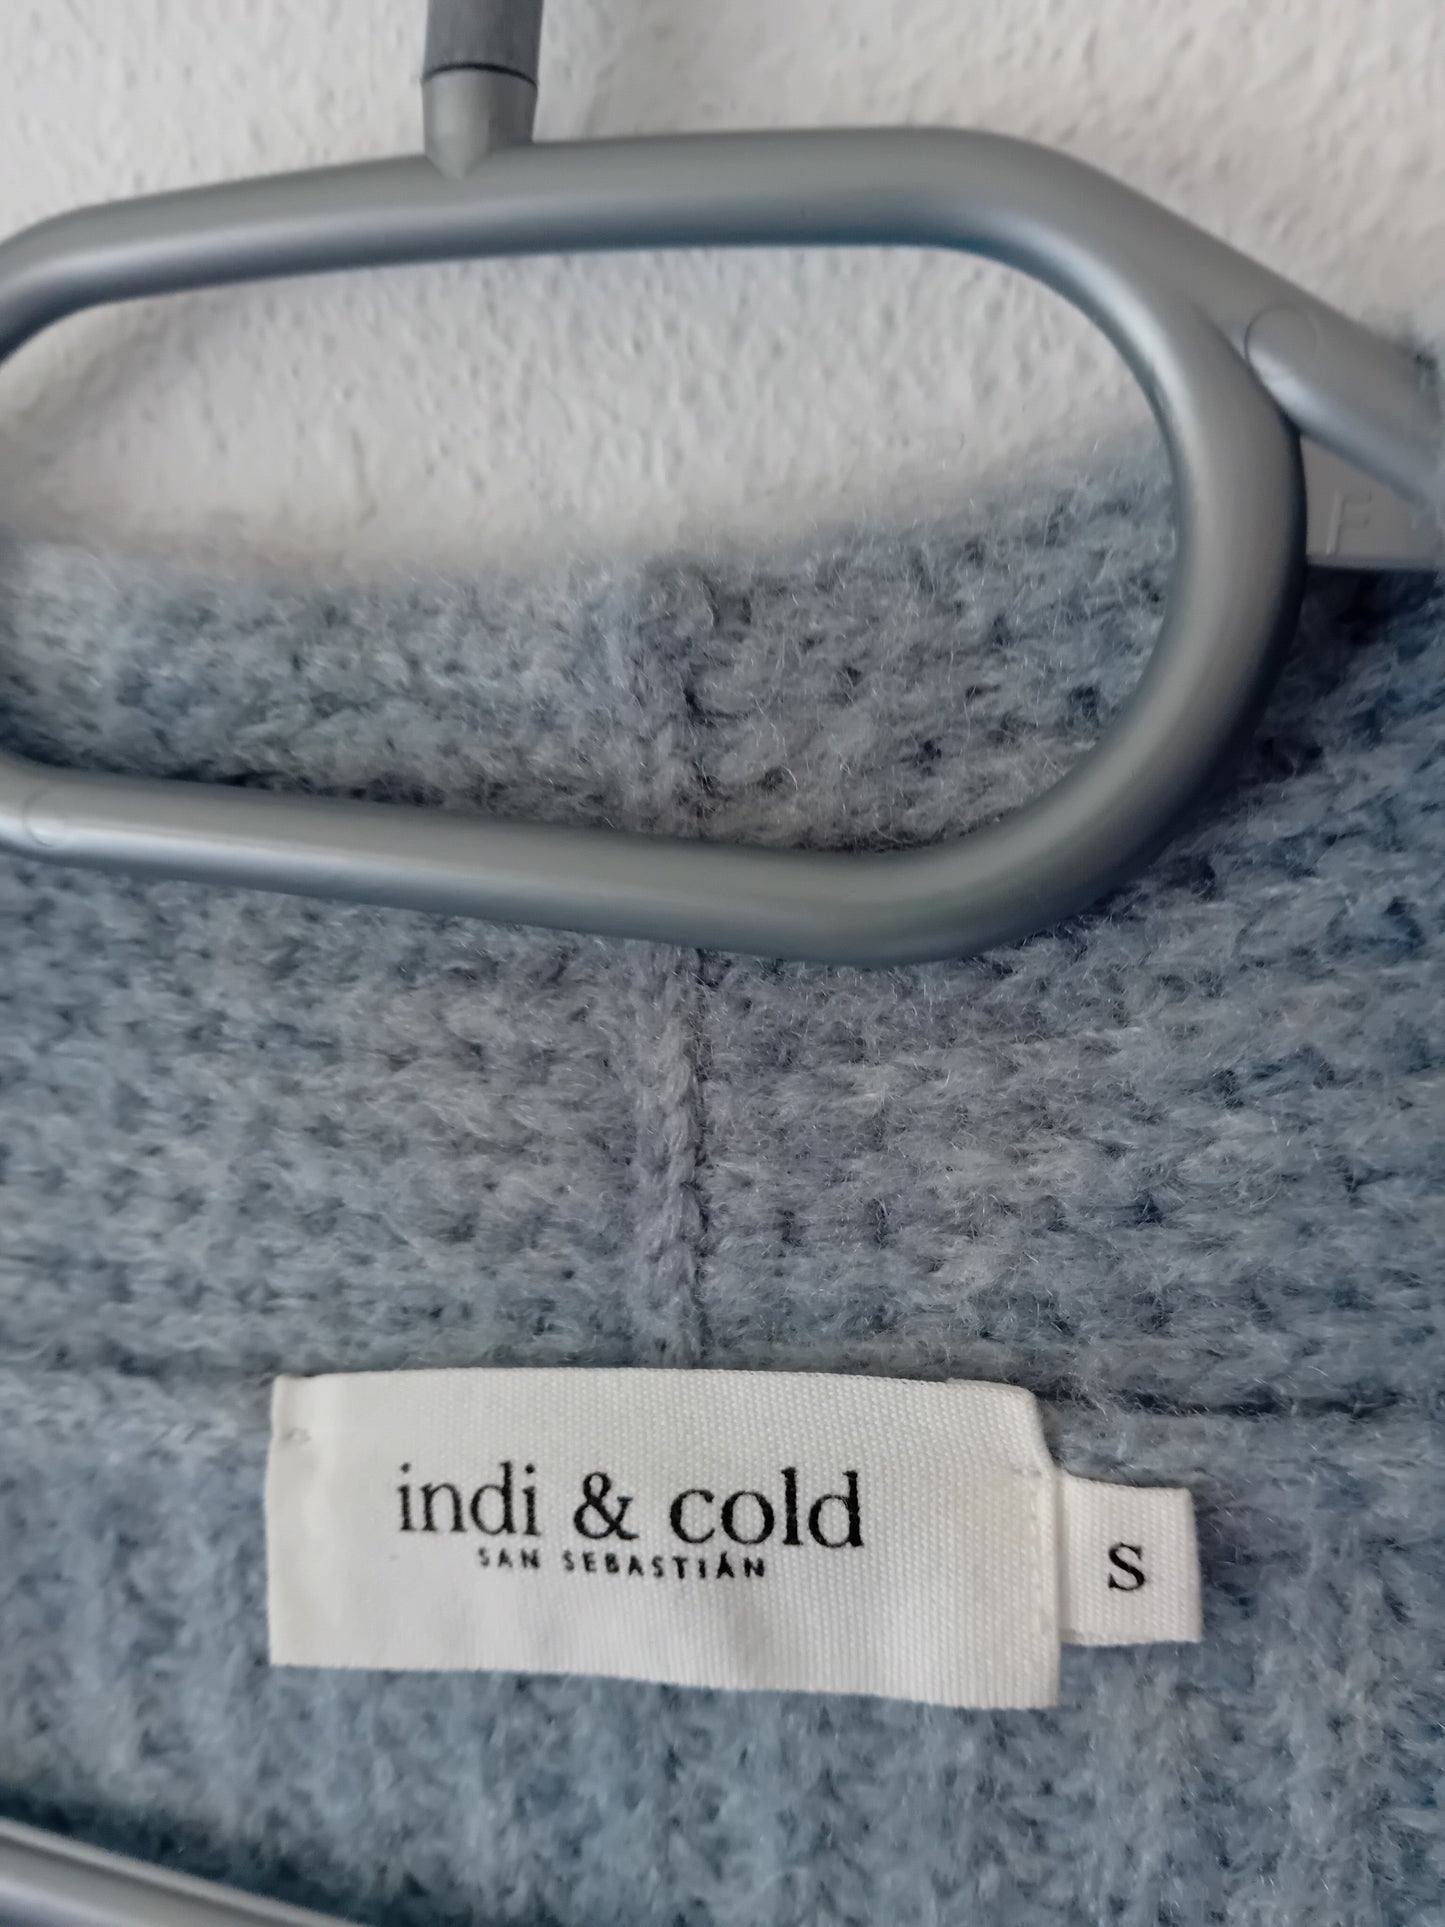 indi & cold
SAN SEBASTIÁN
S